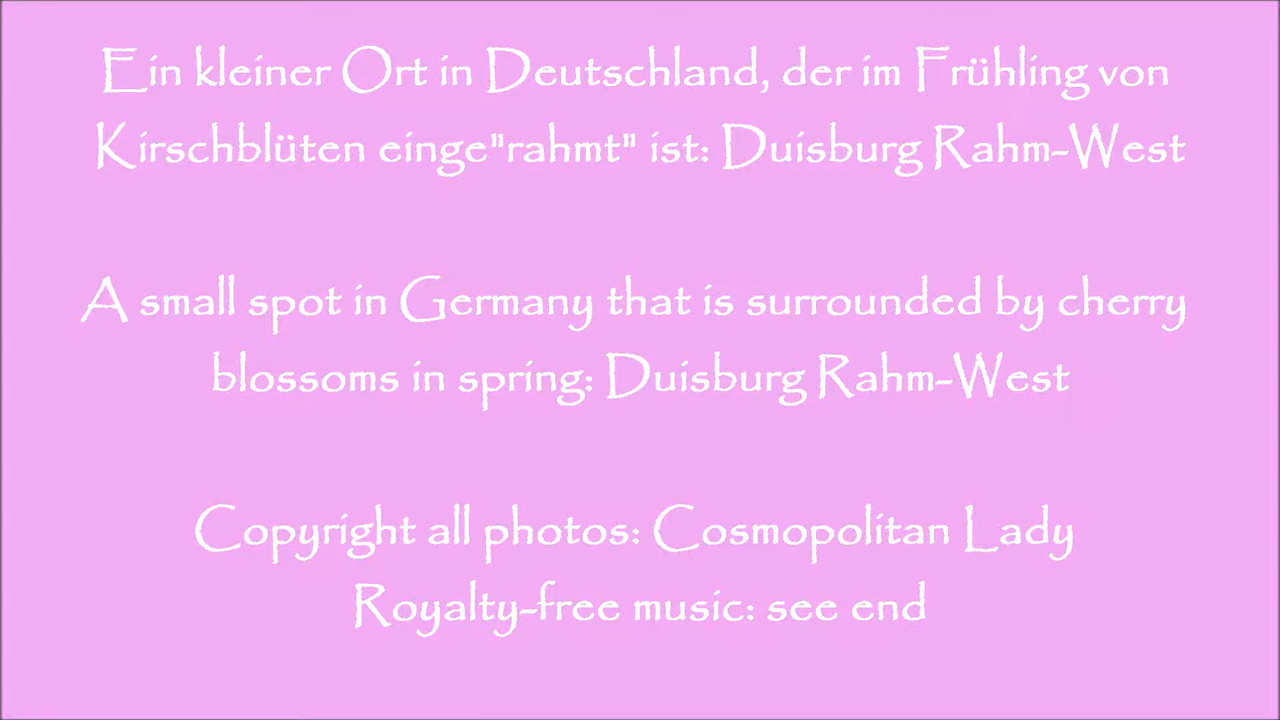 Ein kleiner Ort in Deutschland, der im Frühling von
Kirschblüten einge"rahmt" ist: Duisburg Rahm-West
A small spot in Germany that is surrounded by cherry
blossoms in spring: Duisburg Rahm-West
Copyright all photos: Cosmopolitan Lady
Royalty-free music: see end